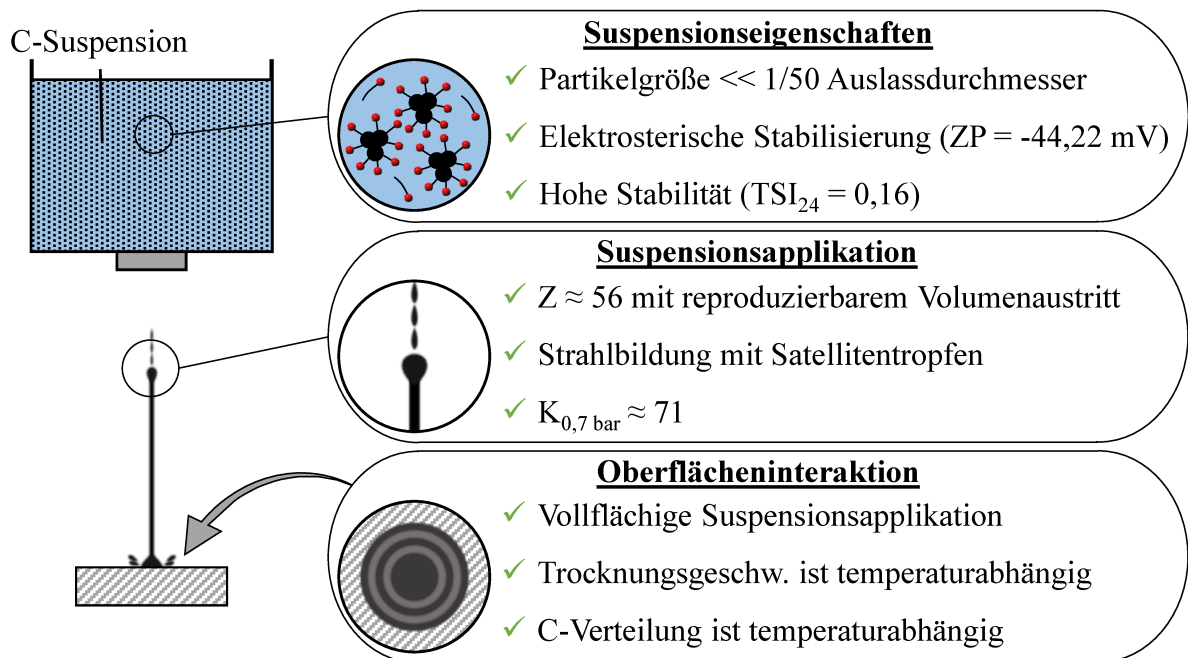 C-Suspension
Suspensionseigenschaften
✓ Partikelgröße << 1/50 Auslassdurchmesser
✓ Elektrosterische Stabilisierung (ZP = -44,22 mV)
✓ Hohe Stabilität (TSI24 = 0,16)
Suspensionsapplikation
✓ Z ≈ 56 mit reproduzierbarem Volumenaustritt
✓ Strahlbildung mit Satellitentropfen
✓ K0,7 bar ≈ 71
Oberflächeninteraktion
✓ Vollflächige Suspensionsapplikation
✓ Trocknungsgeschw. ist temperaturabhängig
✓ C-Verteilung ist temperaturabhängig